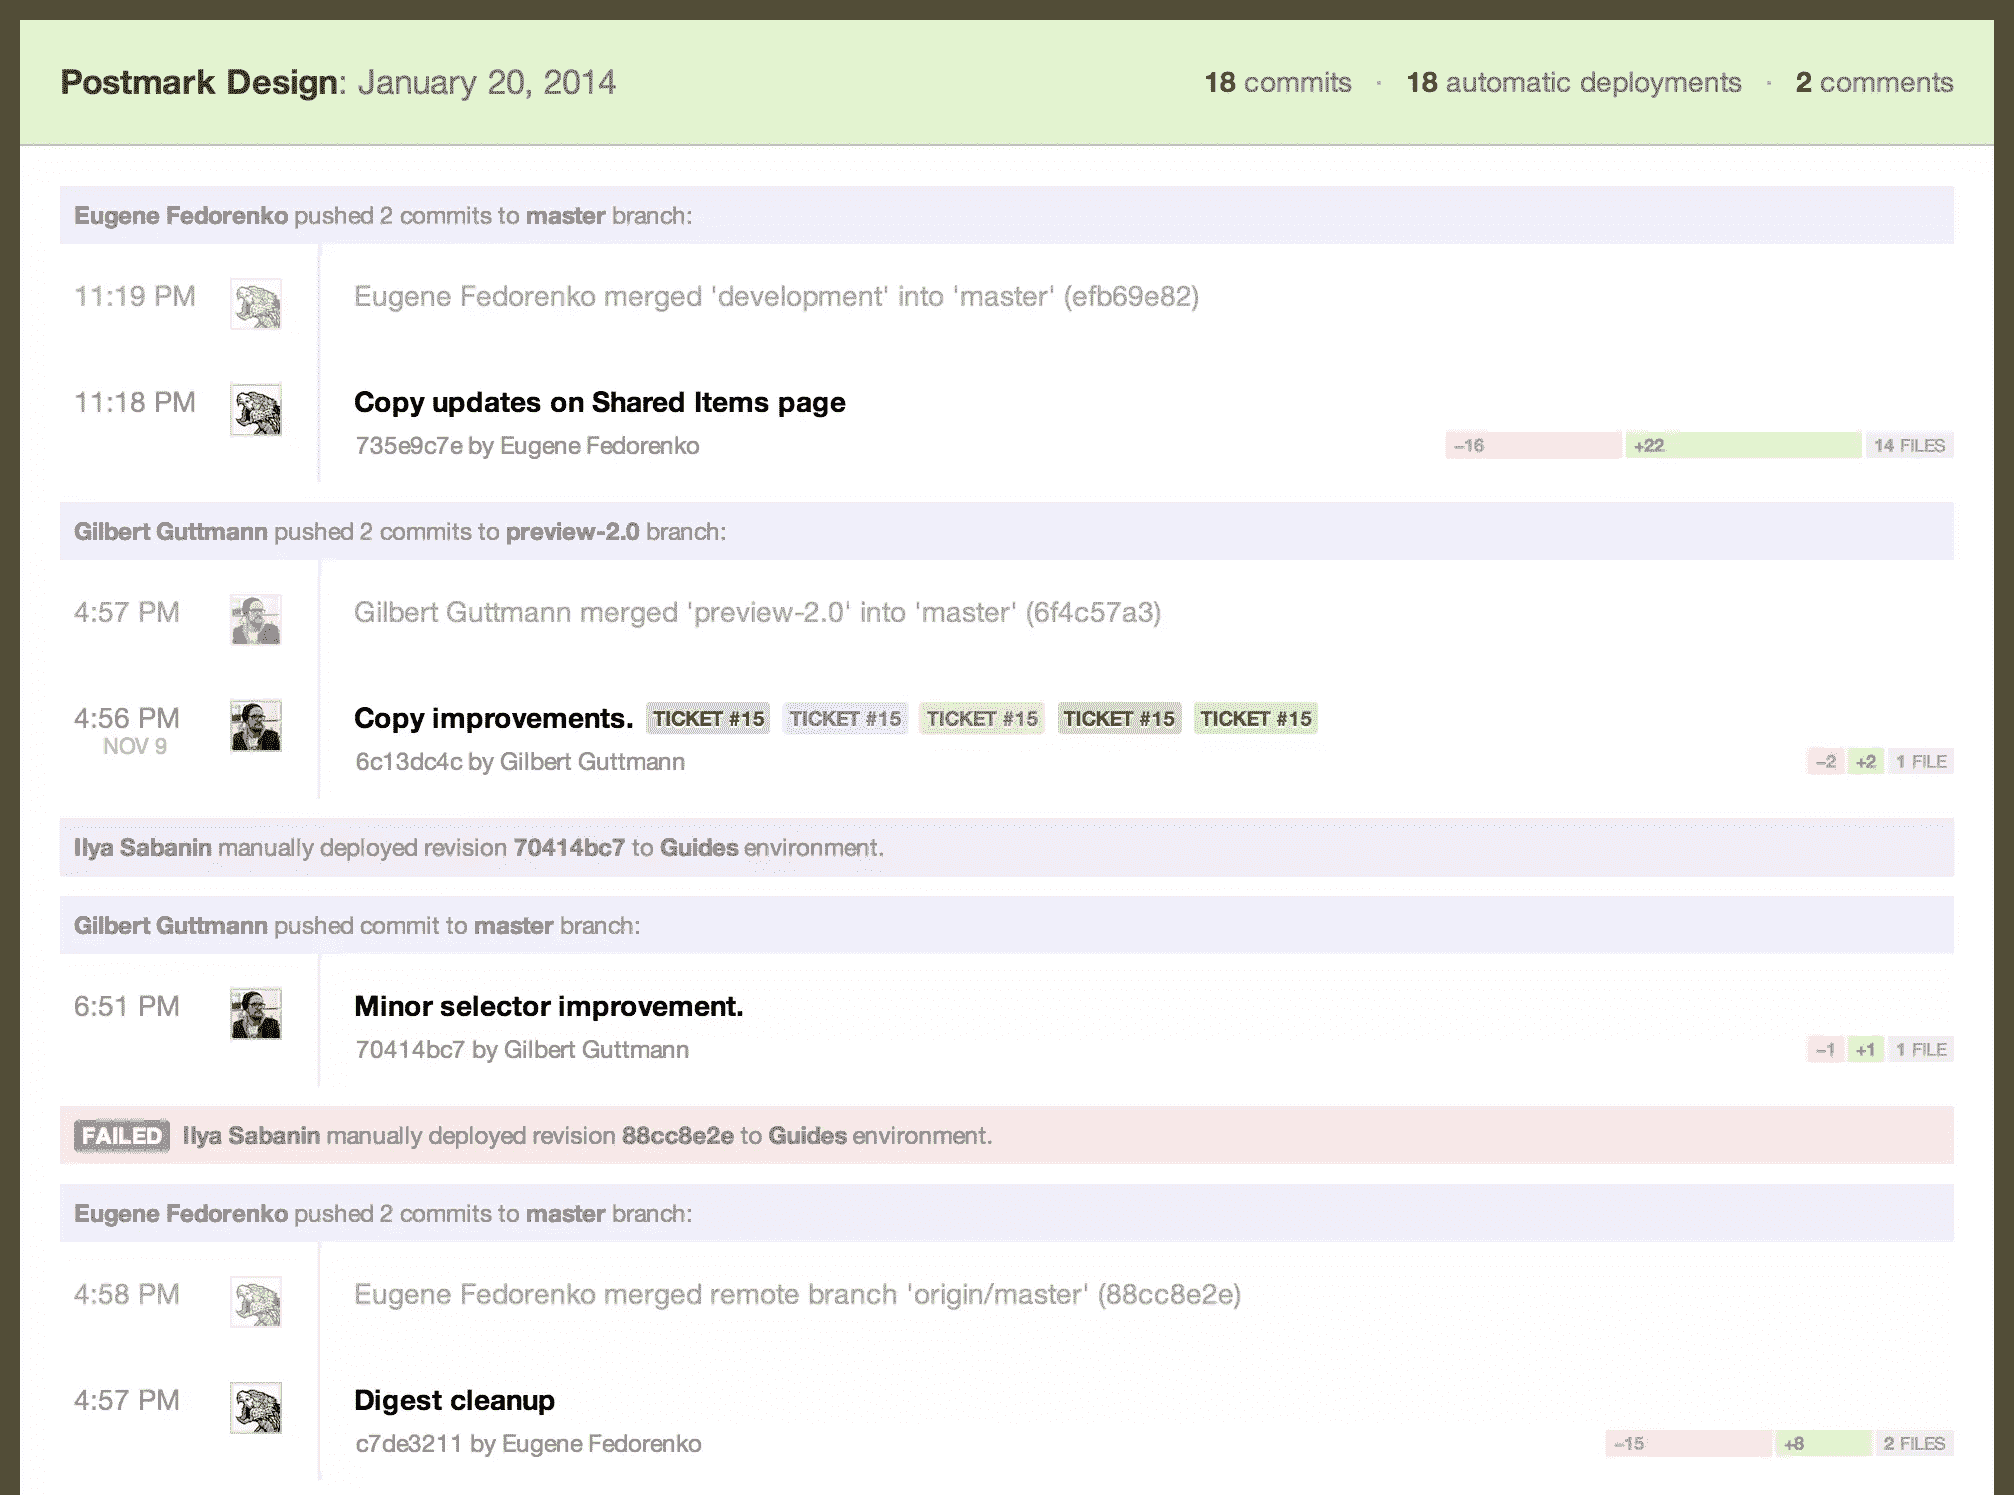 Postmark Design: January 20, 2014
18 commits · 18 automatic deployments · 2 comments
Eugene Fedorenko pushed 2 commits to master branch:
11:19 PM
Eugene Fedorenko merged 'development' into 'master' (efb69e82)
11:18 PM
Copy updates on Shared Items page
735e9c7e by Eugene Fedorenko
–16 +22 14 FILES
Gilbert Guttmann pushed 2 commits to preview-2.0 branch:
4:57 PM
Gilbert Guttmann merged 'preview-2.0' into 'master' (6f4c57a3)
4:56 PM
NOV 9
Copy improvements. TICKET #15 TICKET #15 TICKET #15 TICKET #15 TICKET #15
6c13dc4c by Gilbert Guttmann
–2 +2 1 FILE
Ilya Sabanin manually deployed revision 70414bc7 to Guides environment.
Gilbert Guttmann pushed commit to master branch:
6:51 PM
Minor selector improvement.
70414bc7 by Gilbert Guttmann
–1 +1 1 FILE
FAILED Ilya Sabanin manually deployed revision 88cc8e2e to Guides environment.
Eugene Fedorenko pushed 2 commits to master branch:
4:58 PM
Eugene Fedorenko merged remote branch 'origin/master' (88cc8e2e)
4:57 PM
Digest cleanup
c7de3211 by Eugene Fedorenko
–15 +8 2 FILES